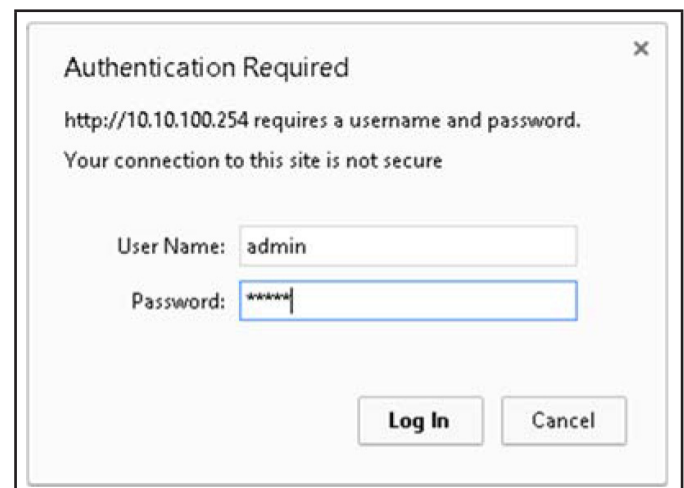 ×
Authentication Required
http://10.10.100.254 requires a username and password.
Your connection to this site is not secure
User Name: admin
Password: *****
Log In Cancel